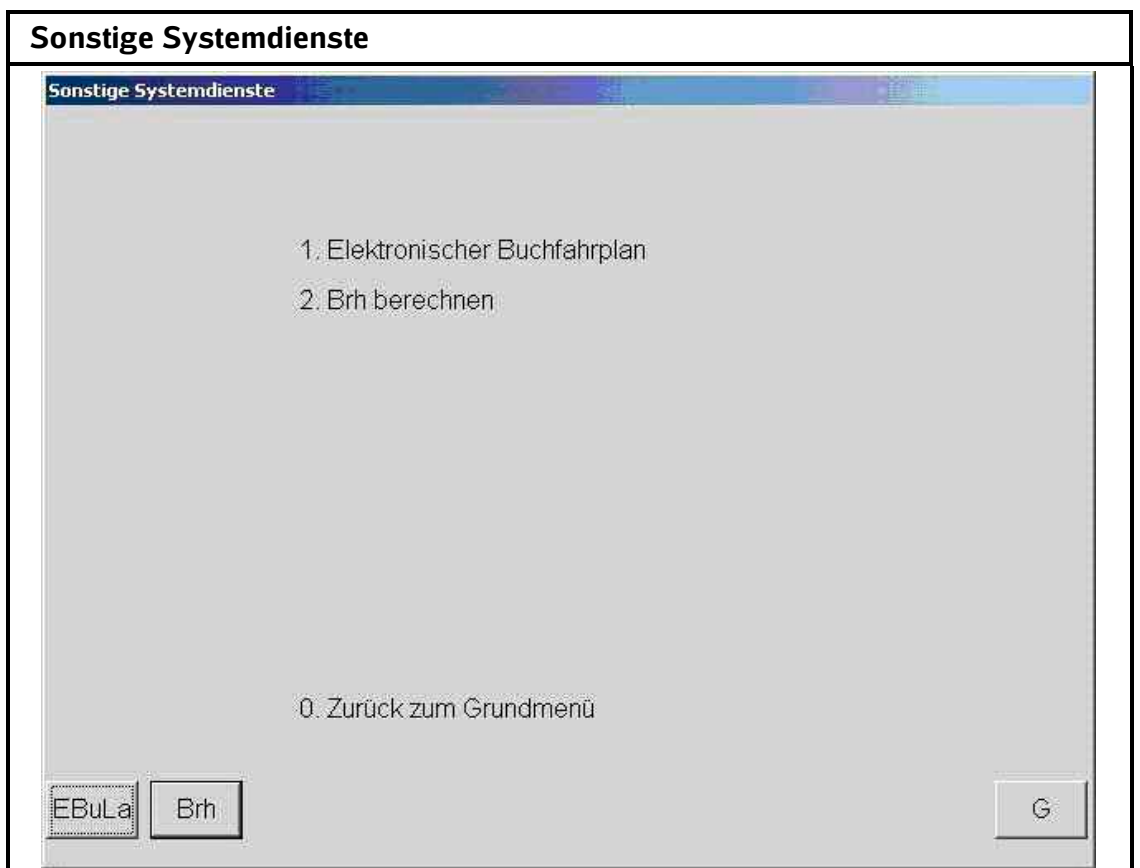 Sonstige Systemdienste
Sonstige Systemdienste
1. Elektronischer Buchfahrplan
2. Brh berechnen
0. Zurück zum Grundmenü
EBuLa Brh G